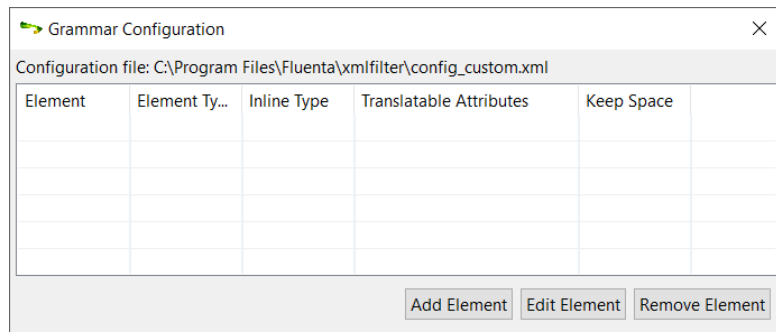 Grammar Configuration
Configuration file: C:\Program Files\Fluenta\xmlfilter\config_custom.xml
Element Element Ty... Inline Type Translatable Attributes Keep Space
Add Element Edit Element Remove Element